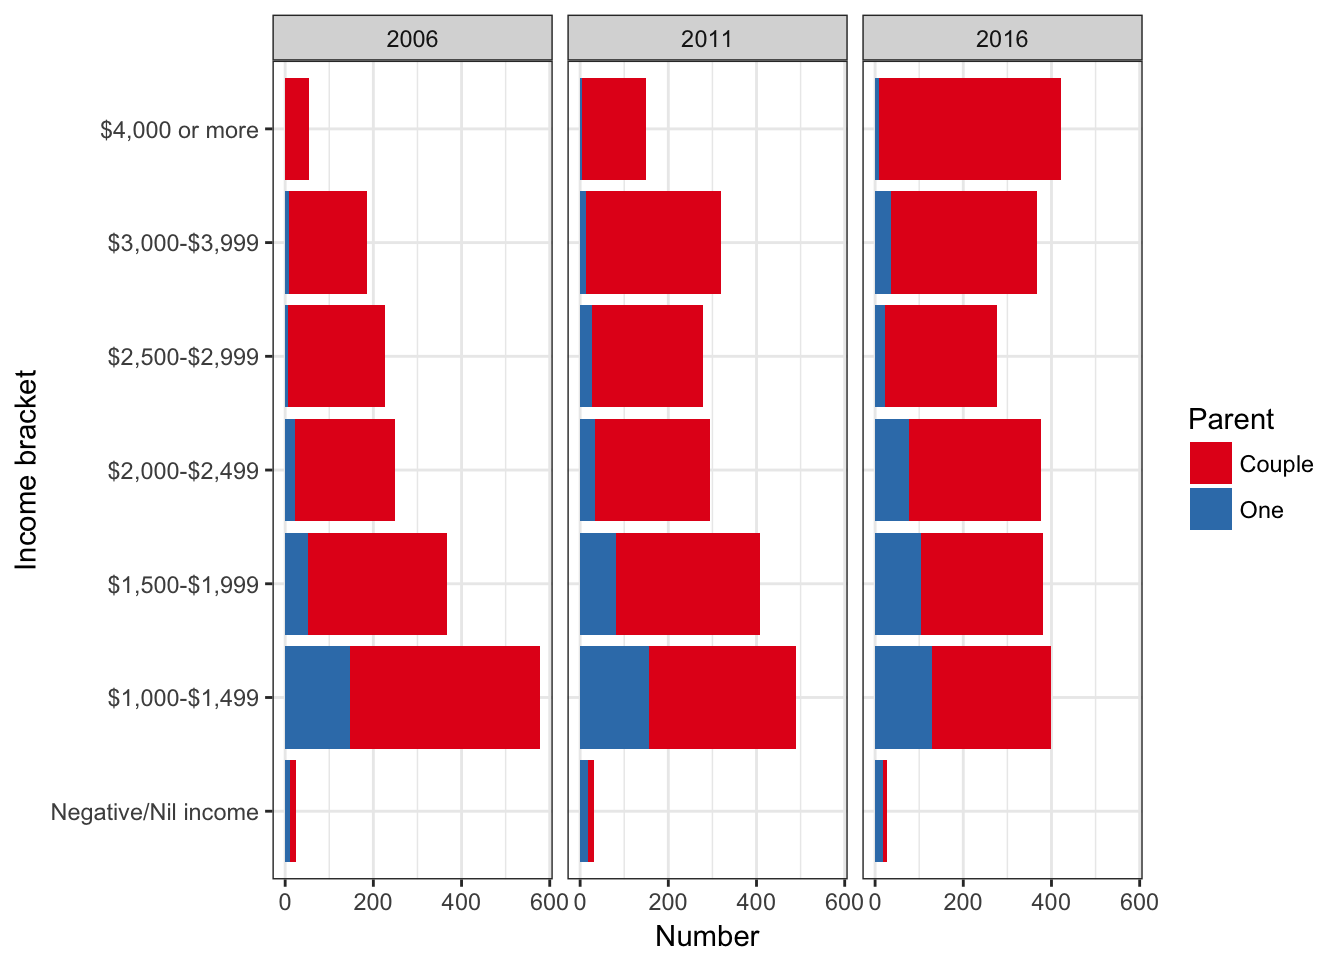 2006 2011 2016
$4,000 or more
$3,000-$3,999
$2,500-$2,999
$2,000-$2,499
$1,500-$1,999
$1,000-$1,499
Negative/Nil income
Income bracket
0 200 400 600 0 200 400 600 0 200 400 600
Number
Parent
Couple
One